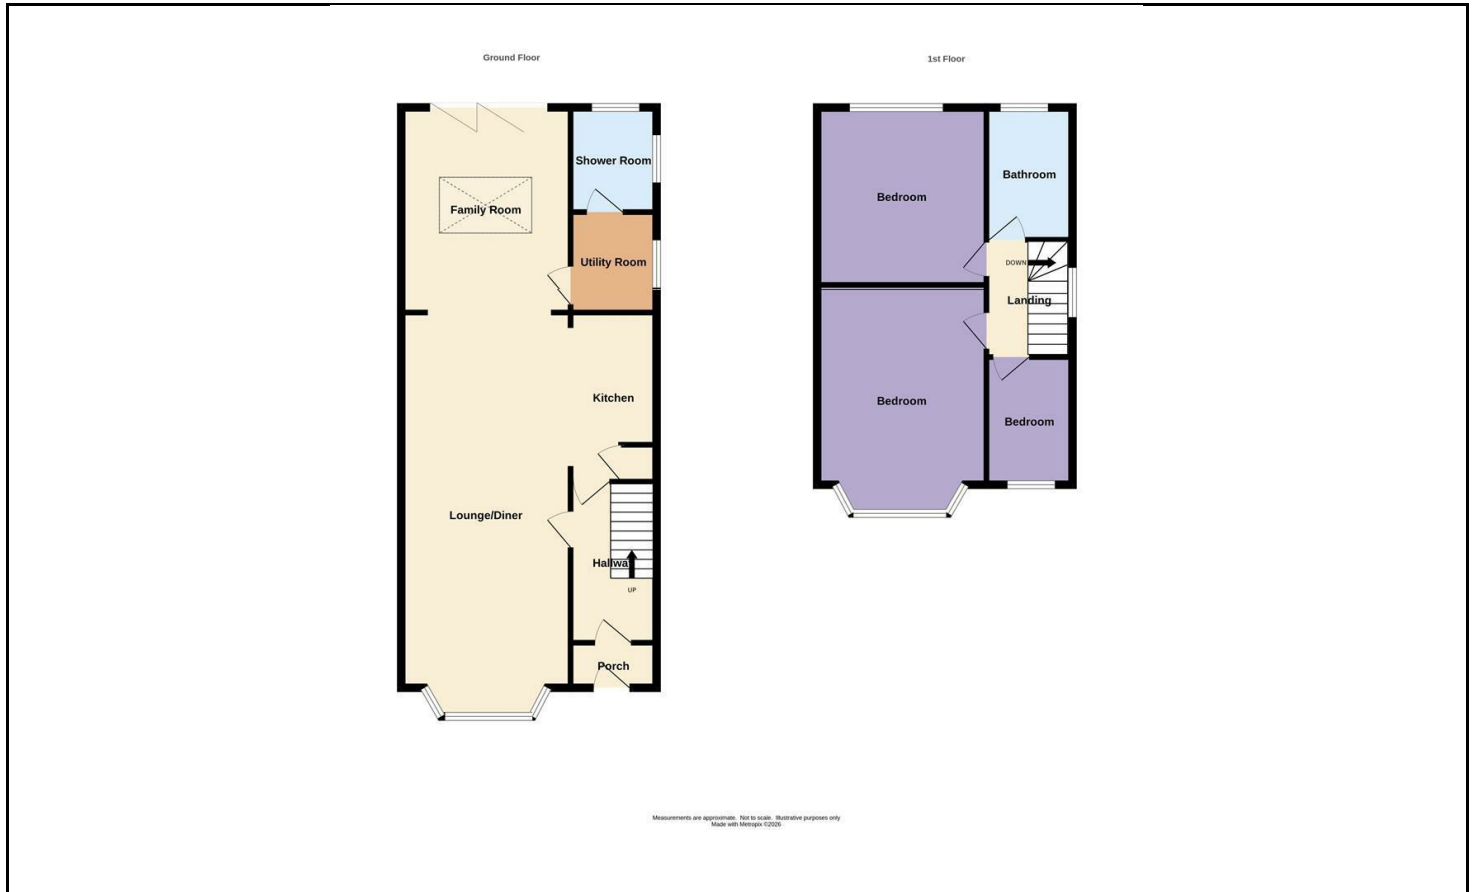 Ground Floor
Shower Room
Family Room
Utility Room
Kitchen
Lounge/Diner
Hallway
UP
Porch
1st Floor
Bathroom
Bedroom
DOWN
Landing
Bedroom
Bedroom
Measurements are approximate. Not to scale. Illustrative purposes only
Made with Metropix ©2026